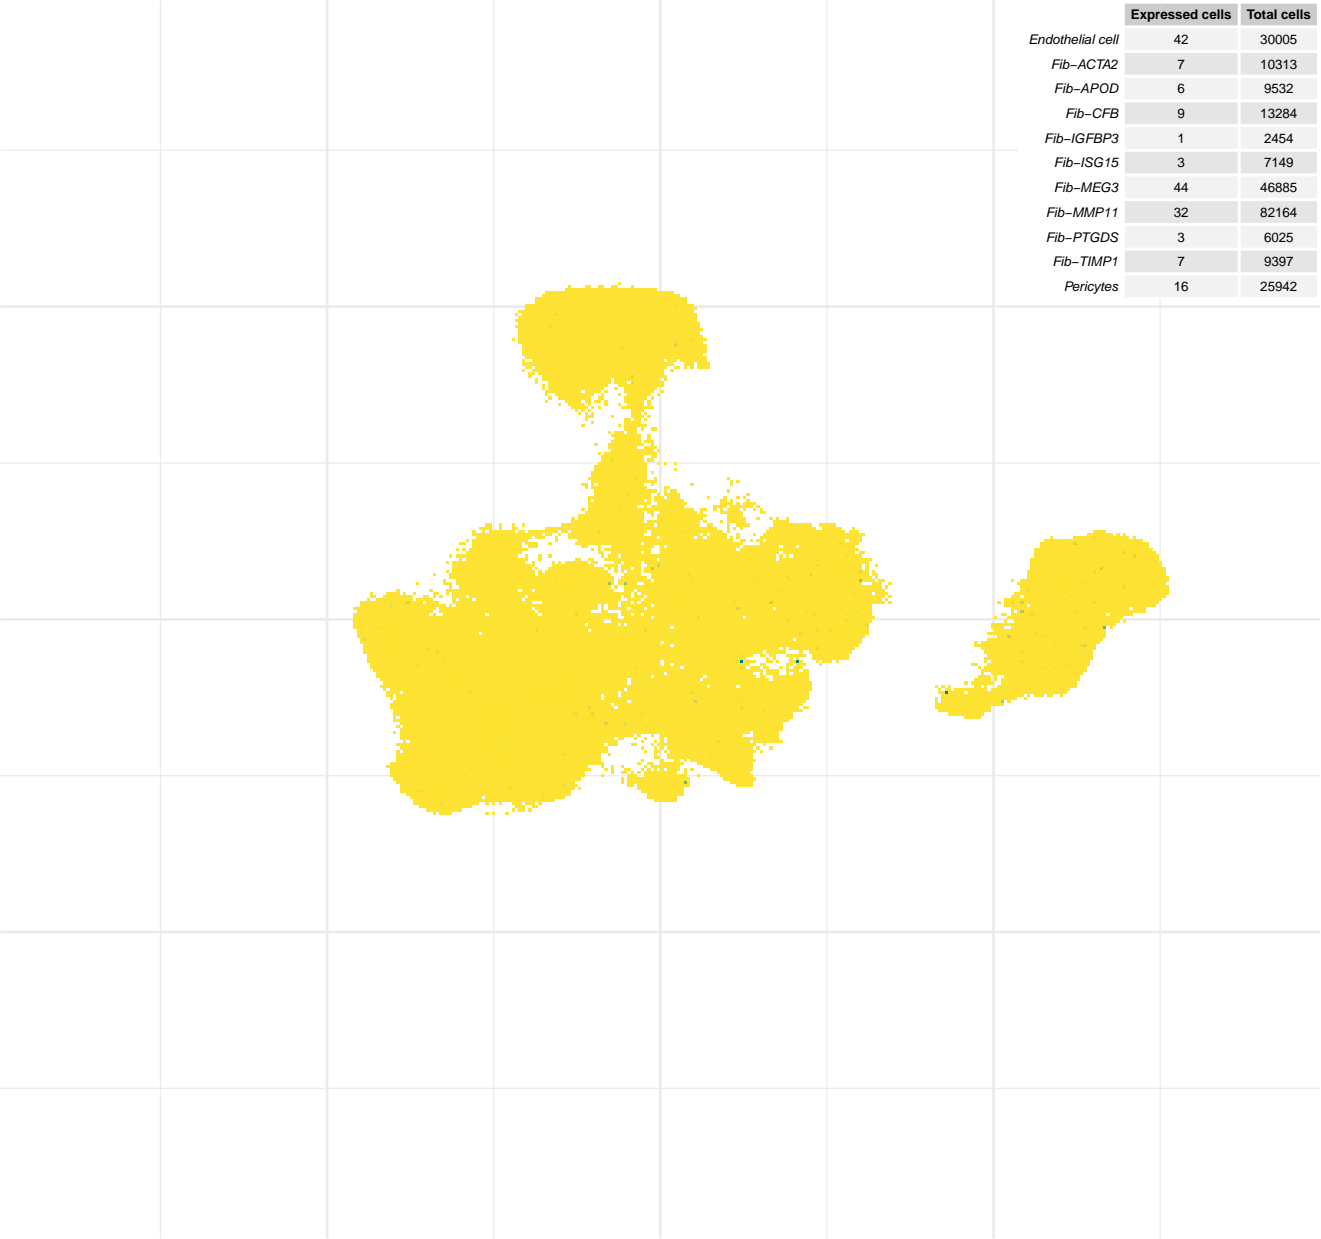 Expressed cells Total cells
Endothelial cell 42 30005
Fib−ACTA2 7 10313
Fib−APOD 6 9532
Fib−CFB 9 13284
Fib−IGFBP3 1 2454
Fib−ISG15 3 7149
Fib−MEG3 44 46885
Fib−MMP11 32 82164
Fib−PTGDS 3 6025
Fib−TIMP1 7 9397
Pericytes 16 25942